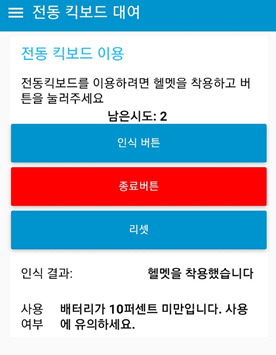 전동 킥보드 대여
전동 킥보드 이용
전동킥보드를 이용하려면 헬멧을 착용하고 버
튼을 눌러주세요
남은시도: 2
인식 버튼
종료버튼
리셋
인식 결과: 헬멧을 착용했습니다
사용 배터리가 10퍼센트 미만입니다. 사용
여부 에 유의하세요.